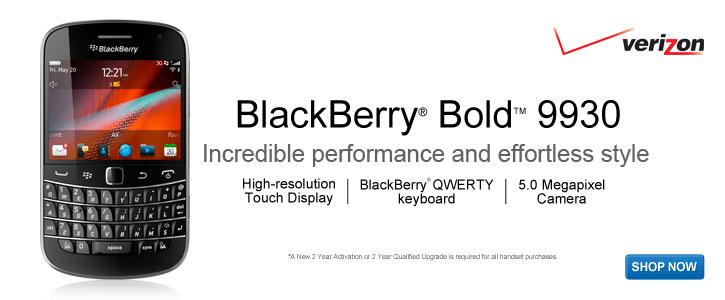 BlackBerry
Fri, May 20
12:21
3G
All
BlackBerry® Bold™ 9930
Incredible performance and effortless style
High-resolution
Touch Display
BlackBerry® QWERTY
keyboard
5.0 Megapixel
Camera
verizon
*A New 2 Year Activation or 2 Year Qualified Upgrade is required for all handset purchases.
SHOP NOW
alt
space
sym